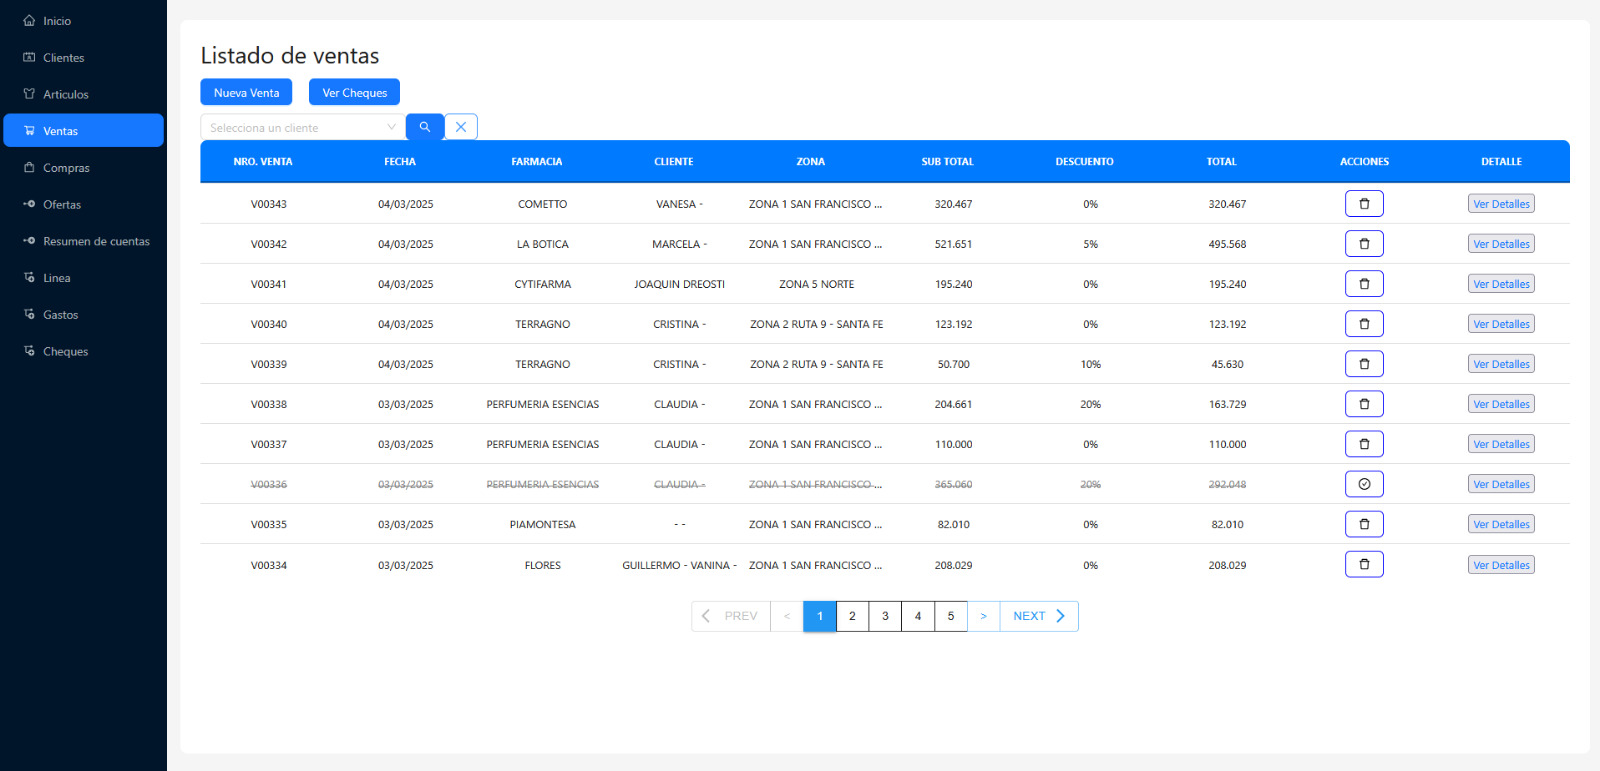 Inicio
Clientes
Articulos
Ventas
Compras
Ofertas
Resumen de cuentas
Linea
Gastos
Cheques
Listado de ventas
Nueva Venta Ver Cheques
Selecciona un cliente
NRO. VENTA FECHA FARMACIA CLIENTE ZONA SUB TOTAL DESCUENTO TOTAL ACCIONES DETALLE
V00343 04/03/2025 COMETTO VANESA - ZONA 1 SAN FRANCISCO ... 320.467 0% 320.467 Ver Detalles
V00342 04/03/2025 LA BOTICA MARCELA - ZONA 1 SAN FRANCISCO ... 521.651 5% 495.568 Ver Detalles
V00341 04/03/2025 CYTIFARMA JOAQUIN DREOSTI ZONA 5 NORTE 195.240 0% 195.240 Ver Detalles
V00340 04/03/2025 TERRAGNO CRISTINA - ZONA 2 RUTA 9 - SANTA FE 123.192 0% 123.192 Ver Detalles
V00339 04/03/2025 TERRAGNO CRISTINA - ZONA 2 RUTA 9 - SANTA FE 50.700 10% 45.630 Ver Detalles
V00338 03/03/2025 PERFUMERIA ESENCIAS CLAUDIA - ZONA 1 SAN FRANCISCO ... 204.661 20% 163.729 Ver Detalles
V00337 03/03/2025 PERFUMERIA ESENCIAS CLAUDIA - ZONA 1 SAN FRANCISCO ... 110.000 0% 110.000 Ver Detalles
V00336 03/03/2025 PERFUMERIA ESENCIAS CLAUDIA - ZONA 1 SAN FRANCISCO ... 365.060 20% 292.048 Ver Detalles
V00335 03/03/2025 PIAMONTESA - - ZONA 1 SAN FRANCISCO ... 82.010 0% 82.010 Ver Detalles
V00334 03/03/2025 FLORES GUILLERMO - VANINA - ZONA 1 SAN FRANCISCO ... 208.029 0% 208.029 Ver Detalles
PREV < 1 2 3 4 5 > NEXT